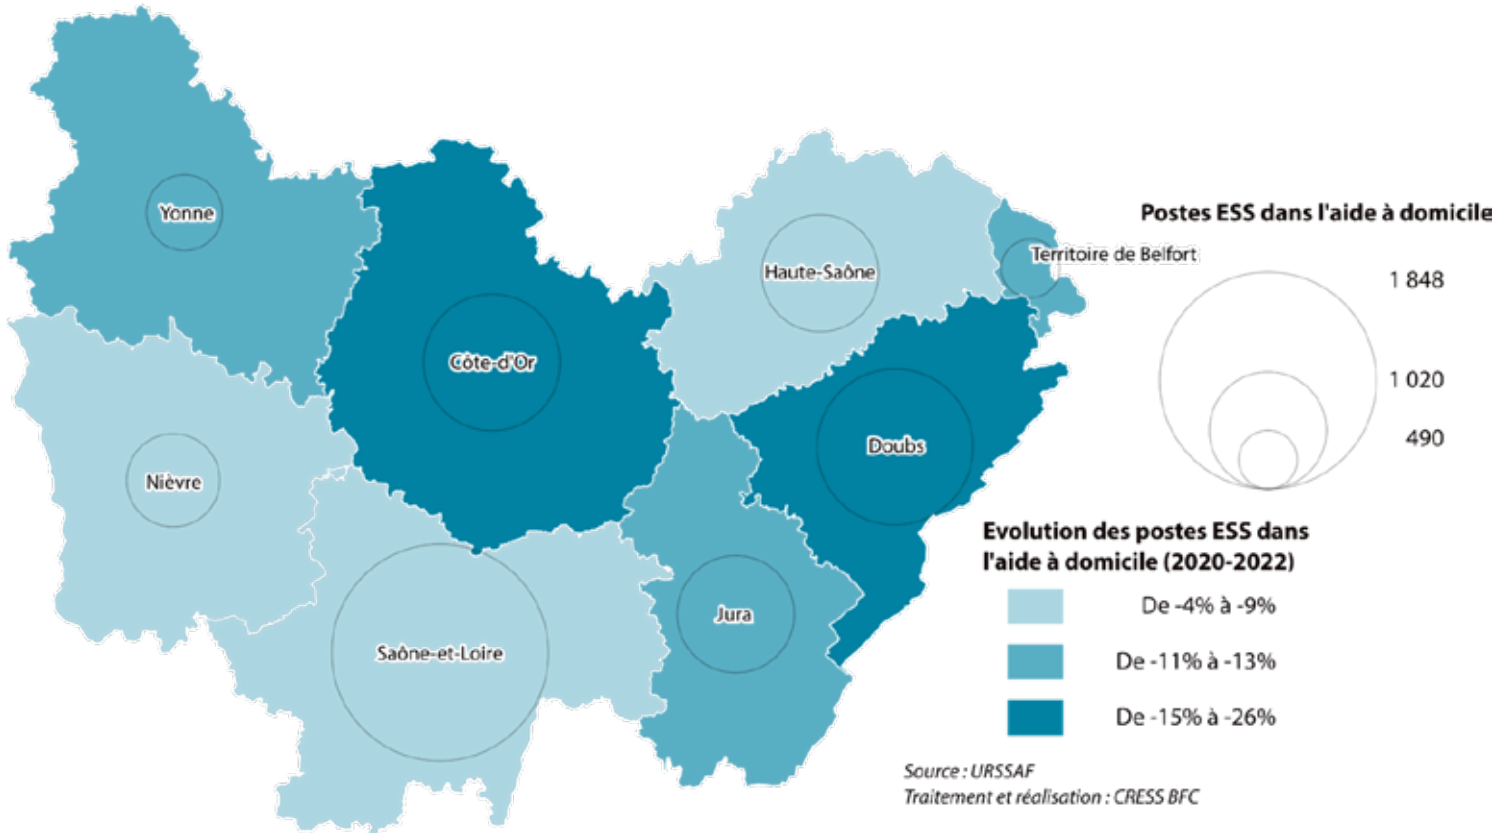 Yonne
Postes ESS dans l'aide à domicile
Territoire de Belfort
Haute-Saône
1 848
Côte-d'Or
1 020
Doubs
490
Nièvre
Evolution des postes ESS dans
l'aide à domicile (2020-2022)
De -4% à -9%
Jura
Saône-et-Loire
De -11% à -13%
De -15% à -26%
Source : URSSAF
Traitement et réalisation : CRESS BFC